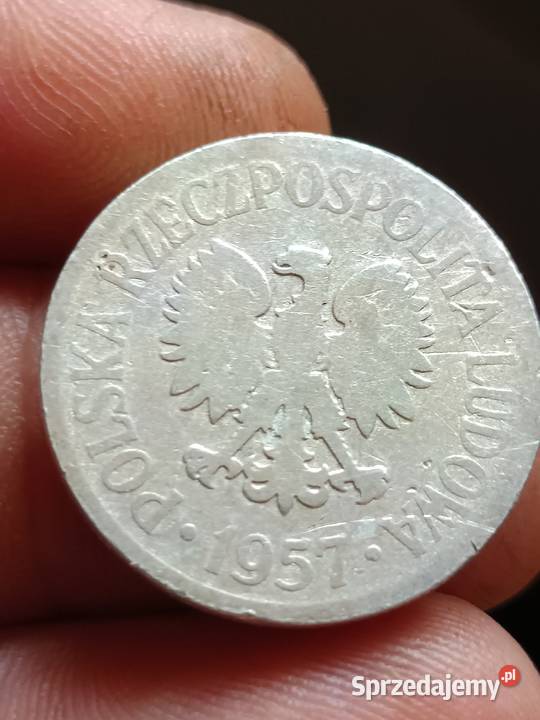 POLSKA RZECZPOSPOLITA LUDOWA
· 1957 ·
Sprzedajemy.pl